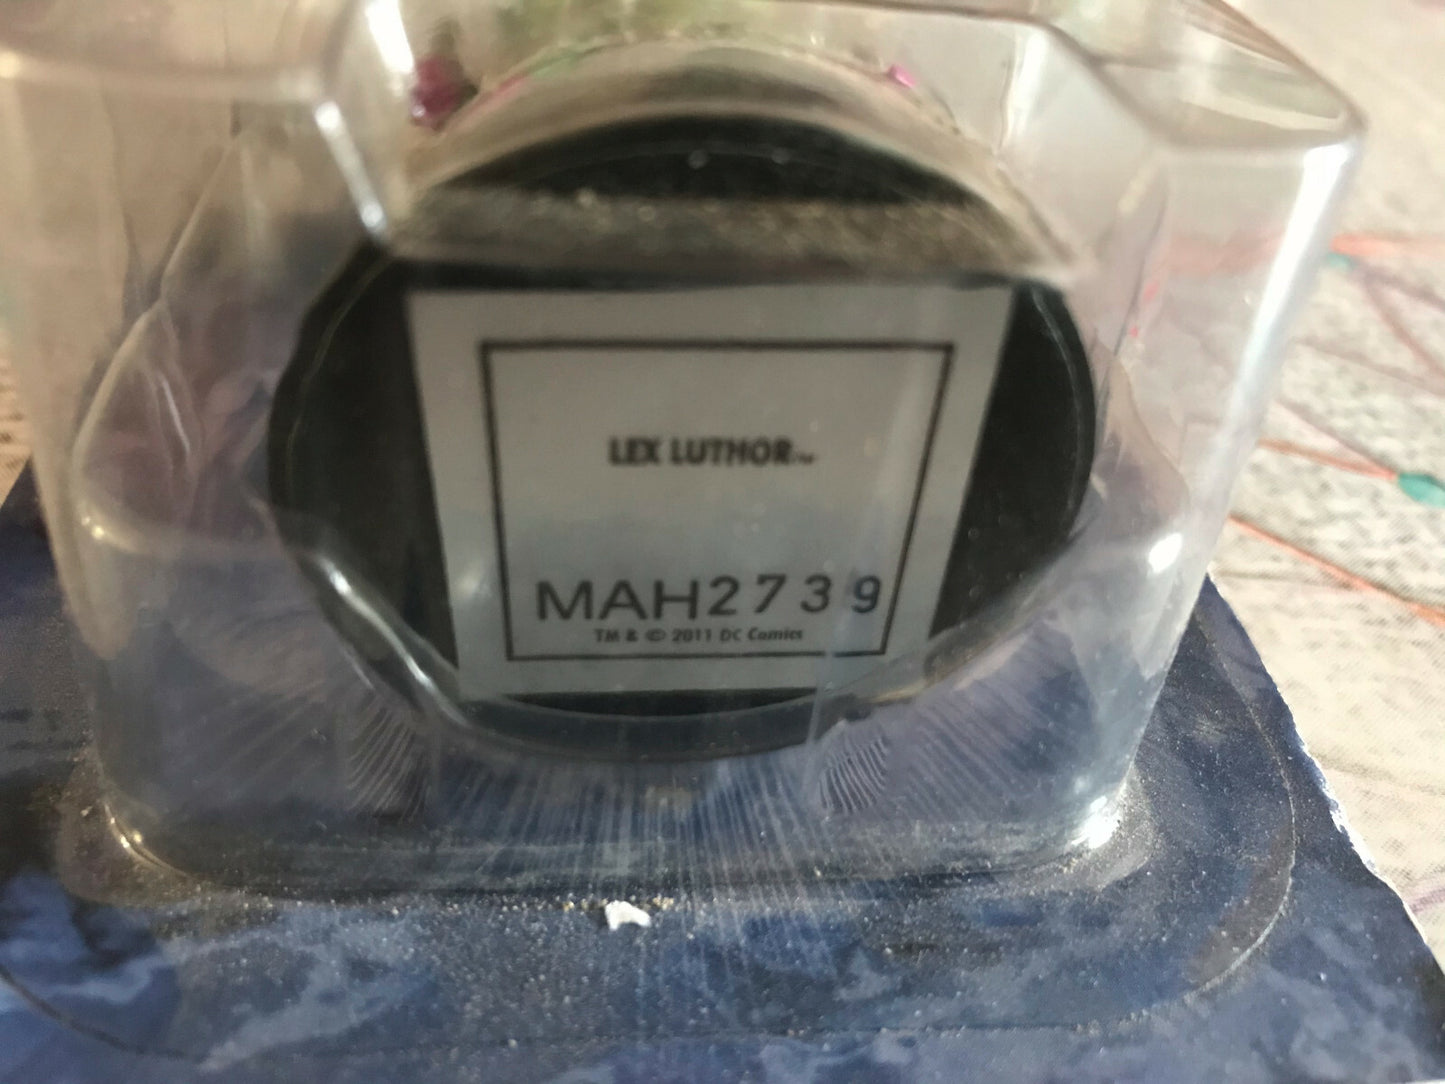 LEX LUTHOR™
MAH2739
TM & © 2011 DC Comics